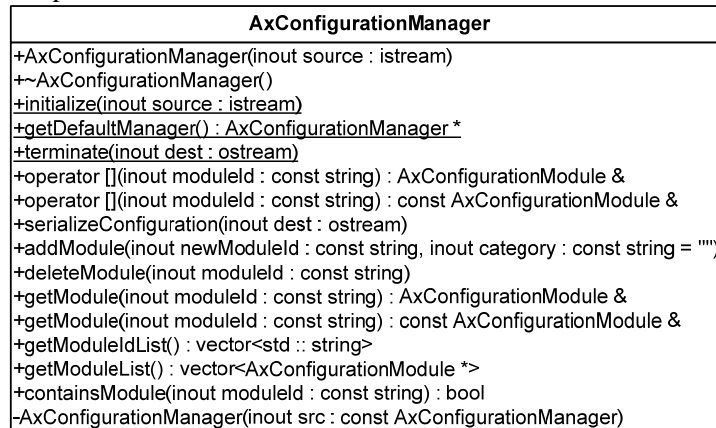 AxConfigurationManager
+AxConfigurationManager(inout source : istream)
+~AxConfigurationManager()
+initialize(inout source : istream)
+getDefaultManager() : AxConfigurationManager *
+terminate(inout dest : ostream)
+operator [](inout moduleId : const string) : AxConfigurationModule &
+operator [](inout moduleId : const string) : const AxConfigurationModule &
+serializeConfiguration(inout dest : ostream)
+addModule(inout newModuleId : const string, inout category : const string = "")
+deleteModule(inout moduleId : const string)
+getModule(inout moduleId : const string) : AxConfigurationModule &
+getModule(inout moduleId : const string) : const AxConfigurationModule &
+getModuleIdList() : vector<std :: string>
+getModuleList() : vector<AxConfigurationModule *>
+containsModule(inout moduleId : const string) : bool
-AxConfigurationManager(inout src : const AxConfigurationManager)